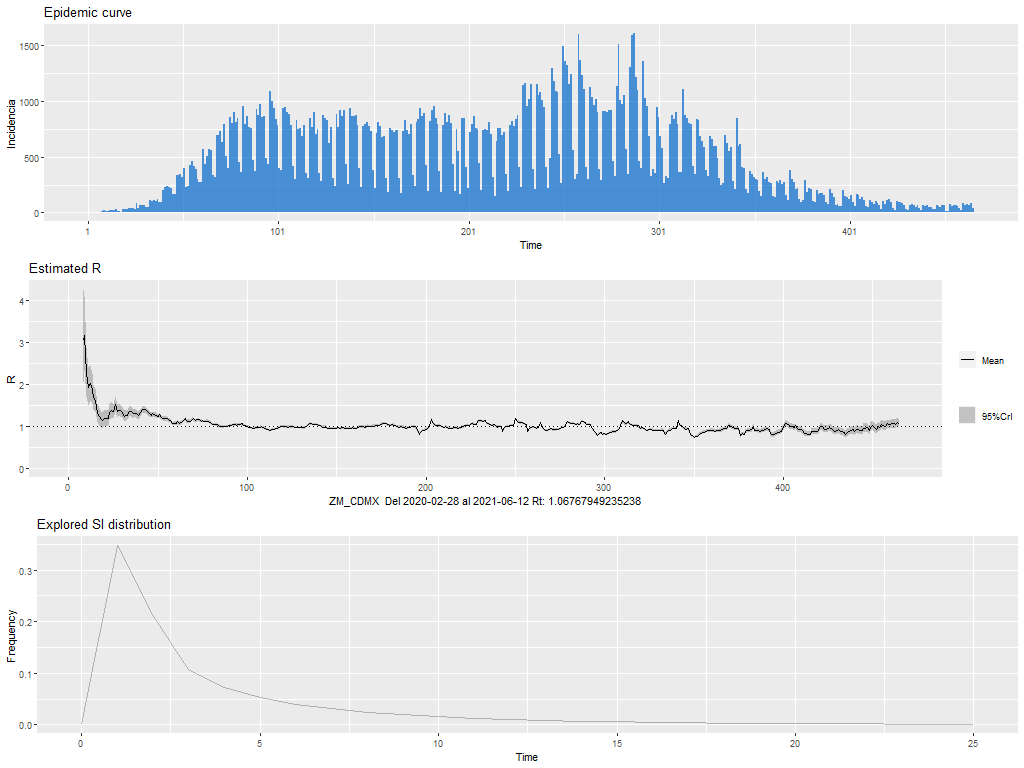 Epidemic curve
1500
1000
500
0
Incidencia
1 101 201 301 401
Time
Estimated R
4
3
2
1
0
R
0 100 200 300 400
ZM_CDMX Del 2020-02-28 al 2021-06-12 Rt: 1.06767949235238
Mean
95%CrI
Explored SI distribution
0.3
0.2
0.1
0.0
Frequency
0 5 10 15 20 25
Time